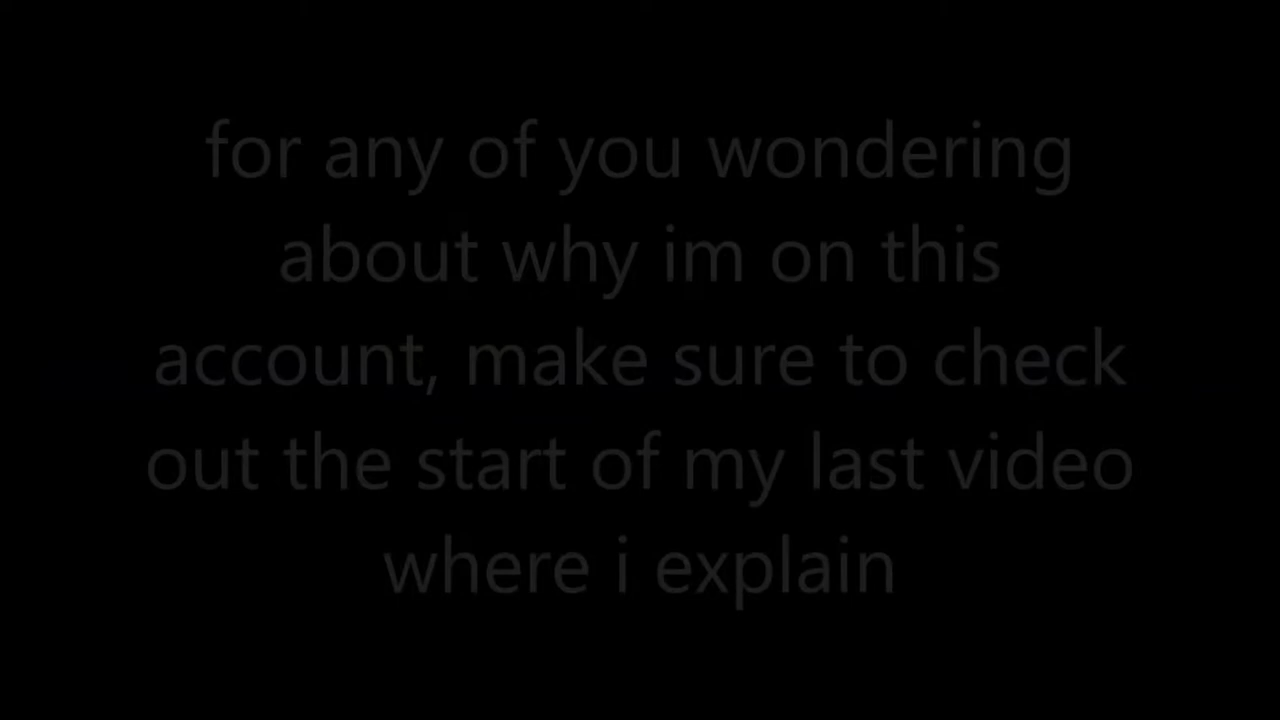 for any of you wondering
about why im on this
account, make sure to check
out the start of my last video
where i explain